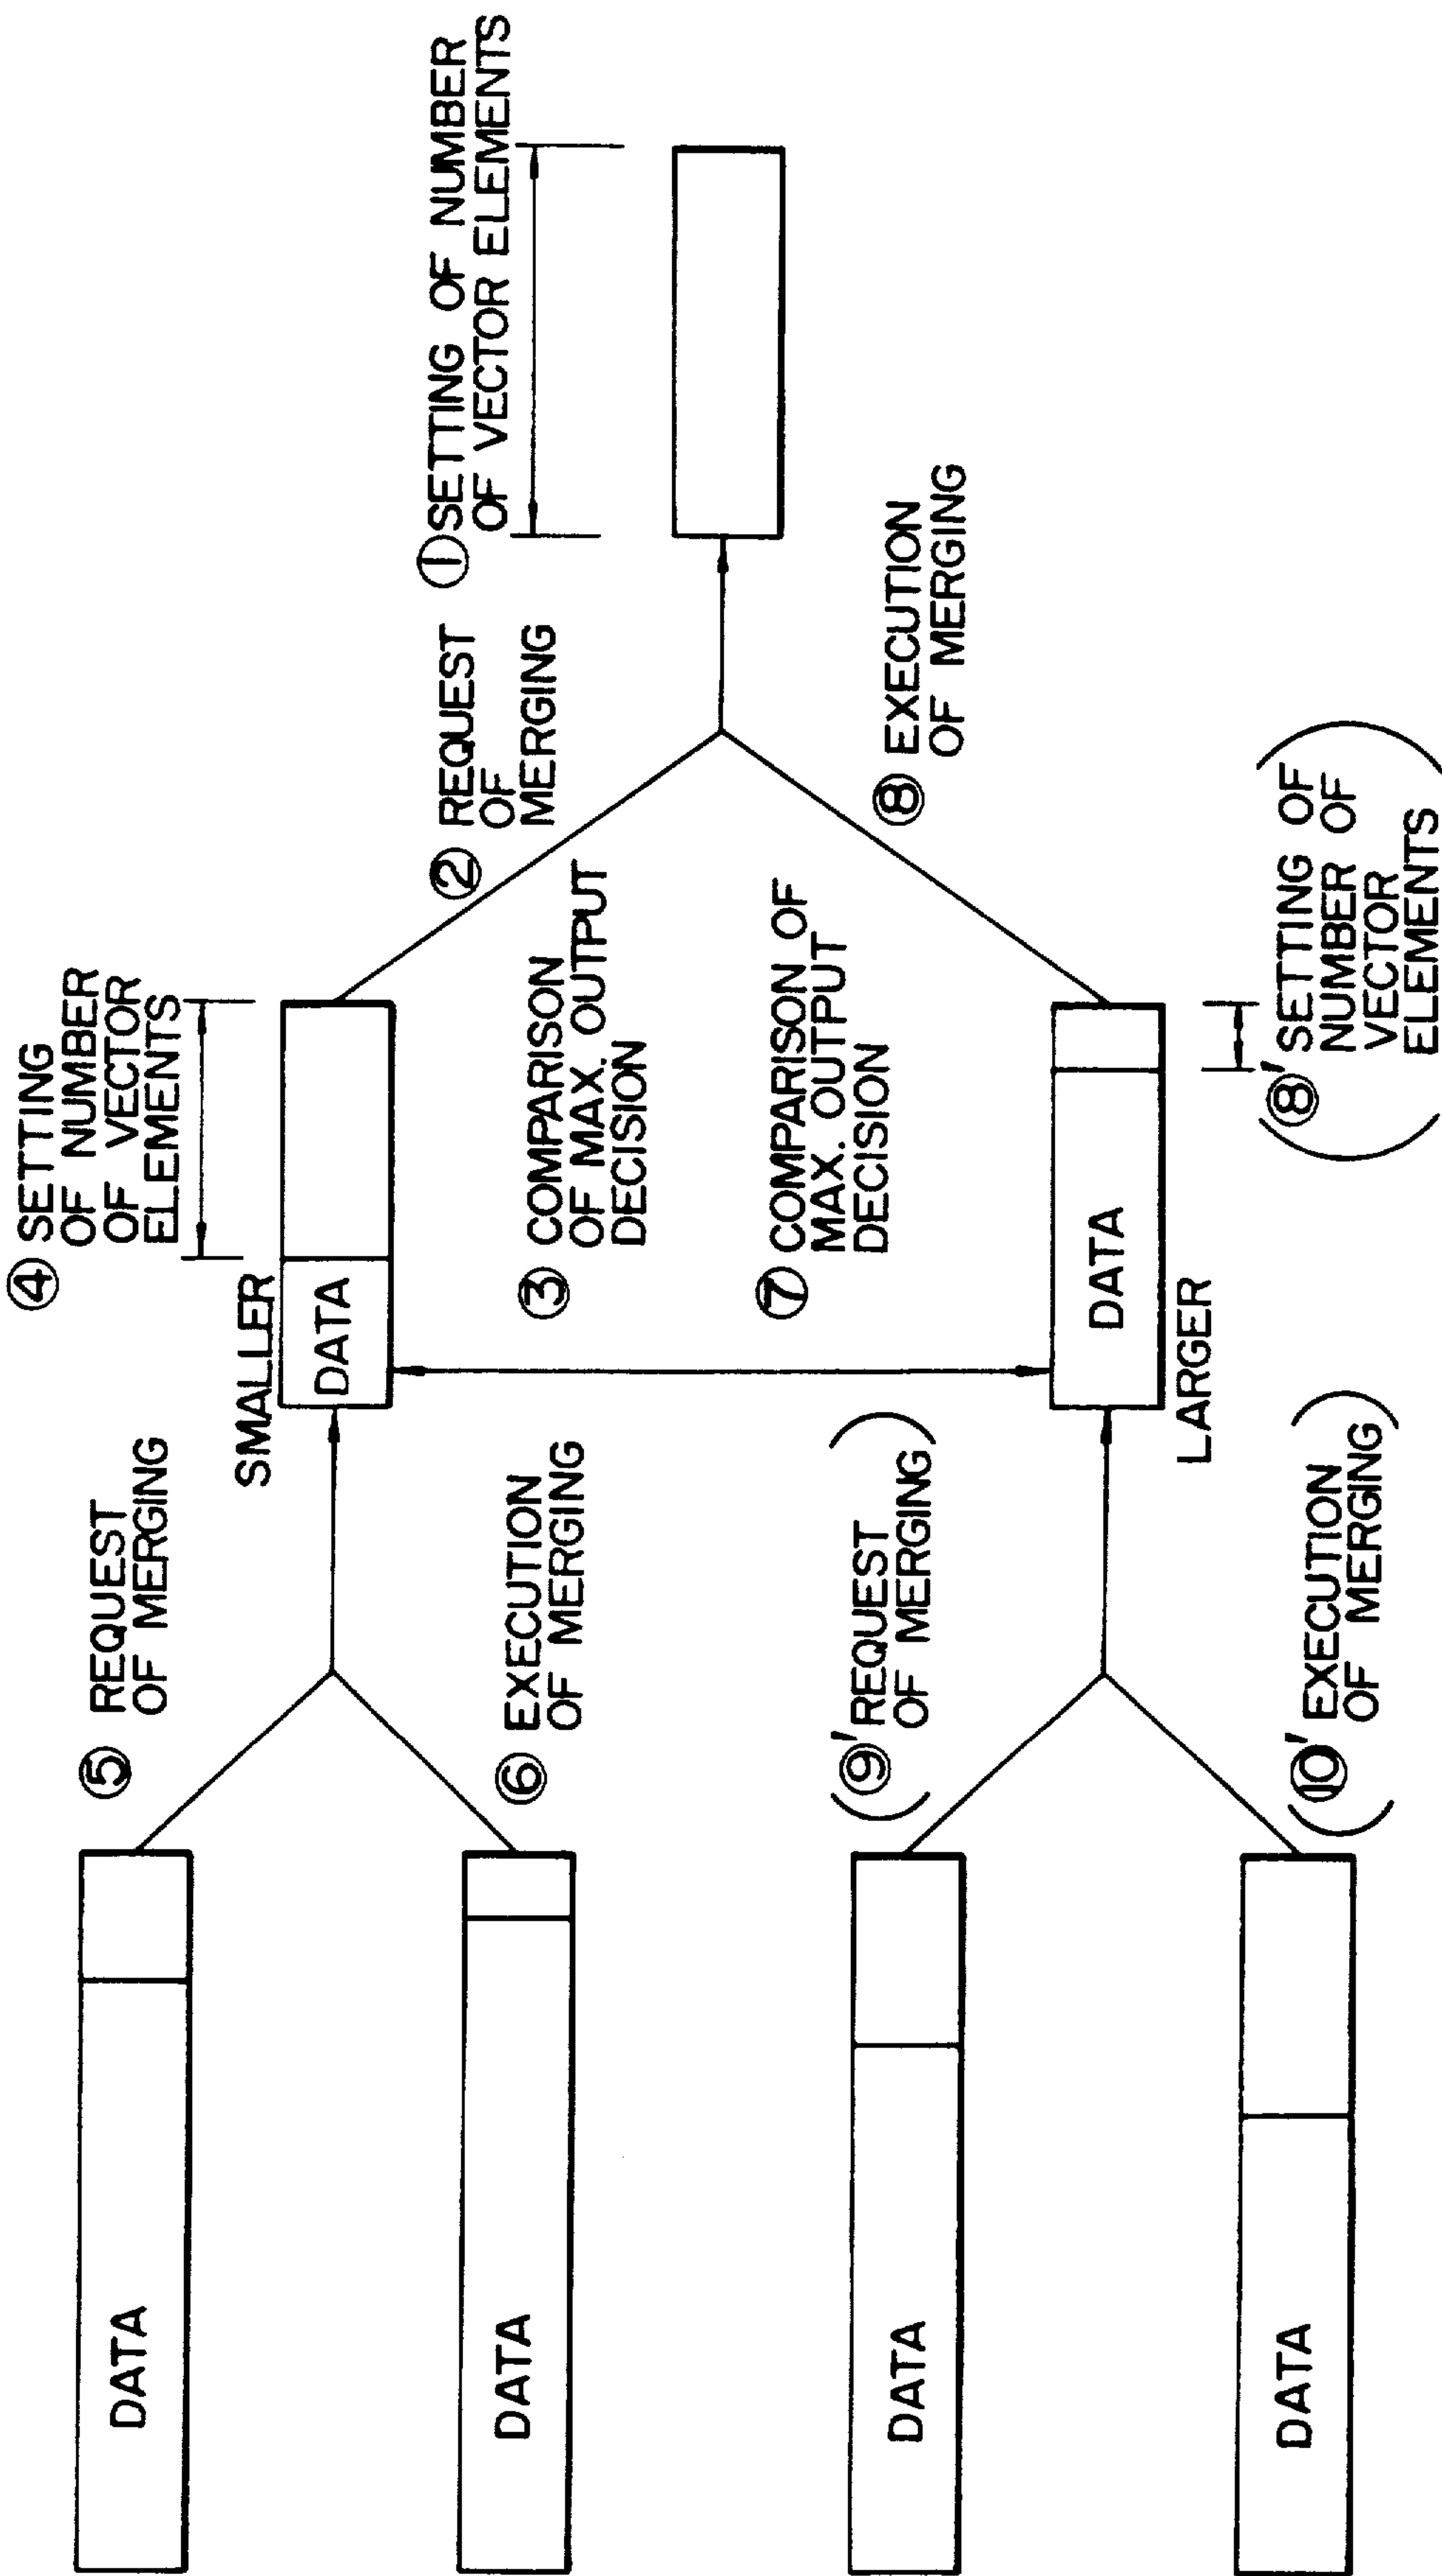 ① SETTING OF NUMBER
OF VECTOR ELEMENTS
② REQUEST
OF
MERGING
③ COMPARISON
OF MAX. OUTPUT
DECISION
④ SETTING
OF NUMBER
OF VECTOR
ELEMENTS
SMALLER
DATA
⑤ REQUEST
OF MERGING
⑥ EXECUTION
OF MERGING
DATA
DATA
⑦ COMPARISON OF
MAX. OUTPUT
DECISION
⑧ EXECUTION
OF MERGING
DATA
LARGER
(⑧' SETTING OF
NUMBER OF
VECTOR
ELEMENTS)
(⑨' REQUEST
OF MERGING)
(⑩' EXECUTION
OF MERGING)
DATA
DATA